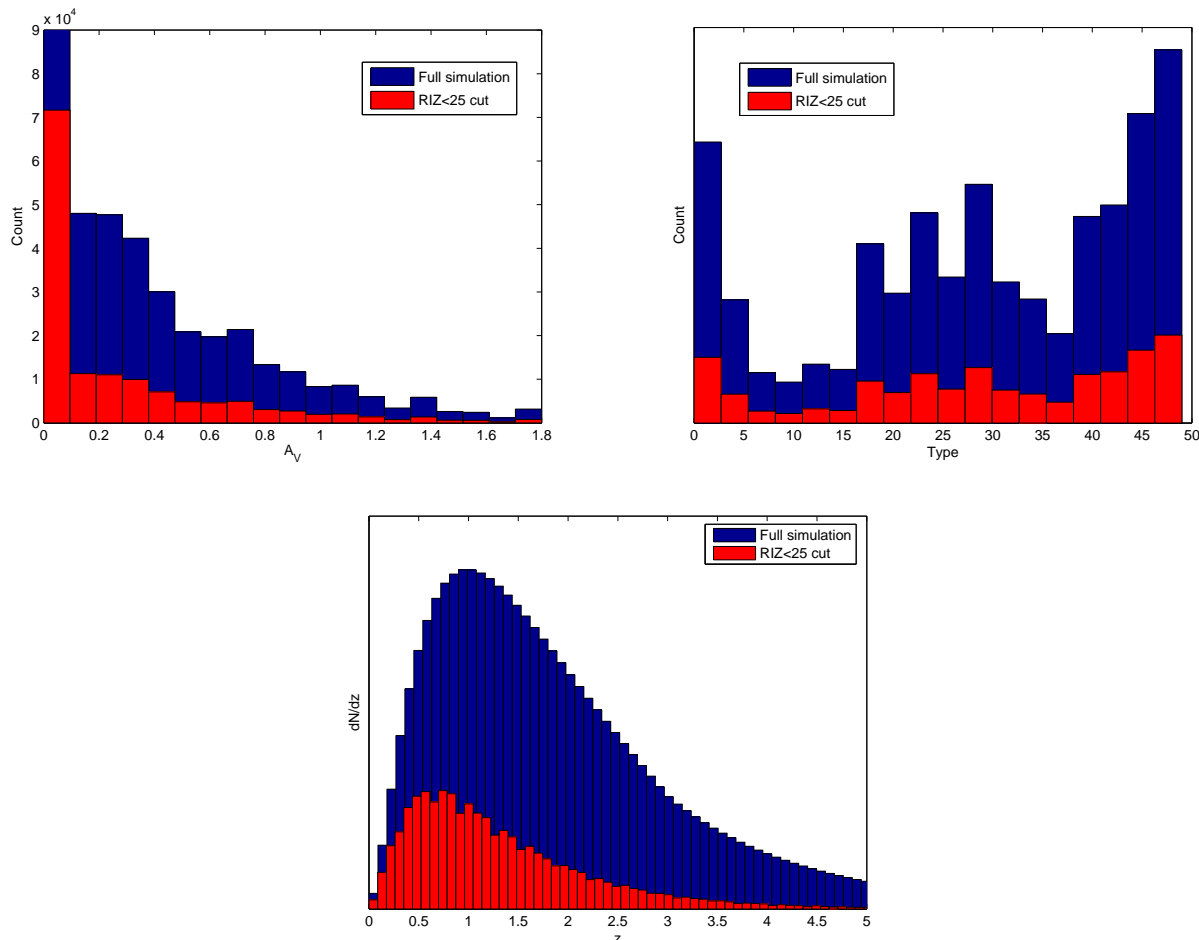 x 10^4
9
8
7
6
5
4
3
2
1
0
Count
Full simulation
RIZ<25 cut
0 0.2 0.4 0.6 0.8 1 1.2 1.4 1.6 1.8
A_V
Count
Full simulation
RIZ<25 cut
0 5 10 15 20 25 30 35 40 45 50
Type
dN/dz
Full simulation
RIZ<25 cut
0 0.5 1 1.5 2 2.5 3 3.5 4 4.5 5
z